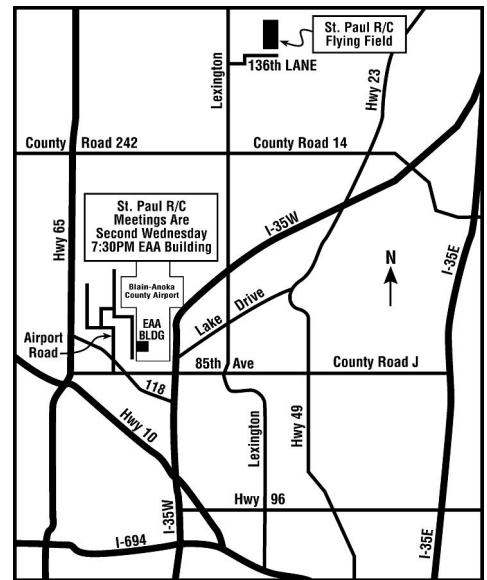 St. Paul R/C
Flying Field
136th LANE
Lexington
Hwy 23
County Road 242
County Road 14
St. Paul R/C
Meetings Are
Second Wednesday
7:30PM EAA Building
Hwy 65
I-35W
I-35E
N
Blain-Anoka
County Airport
EAA
BLDG
Airport
Road
Lake Drive
118
85th Ave
County Road J
Hwy 10
Lexington
Hwy 49
Hwy 96
I-35W
I-694
I-35E